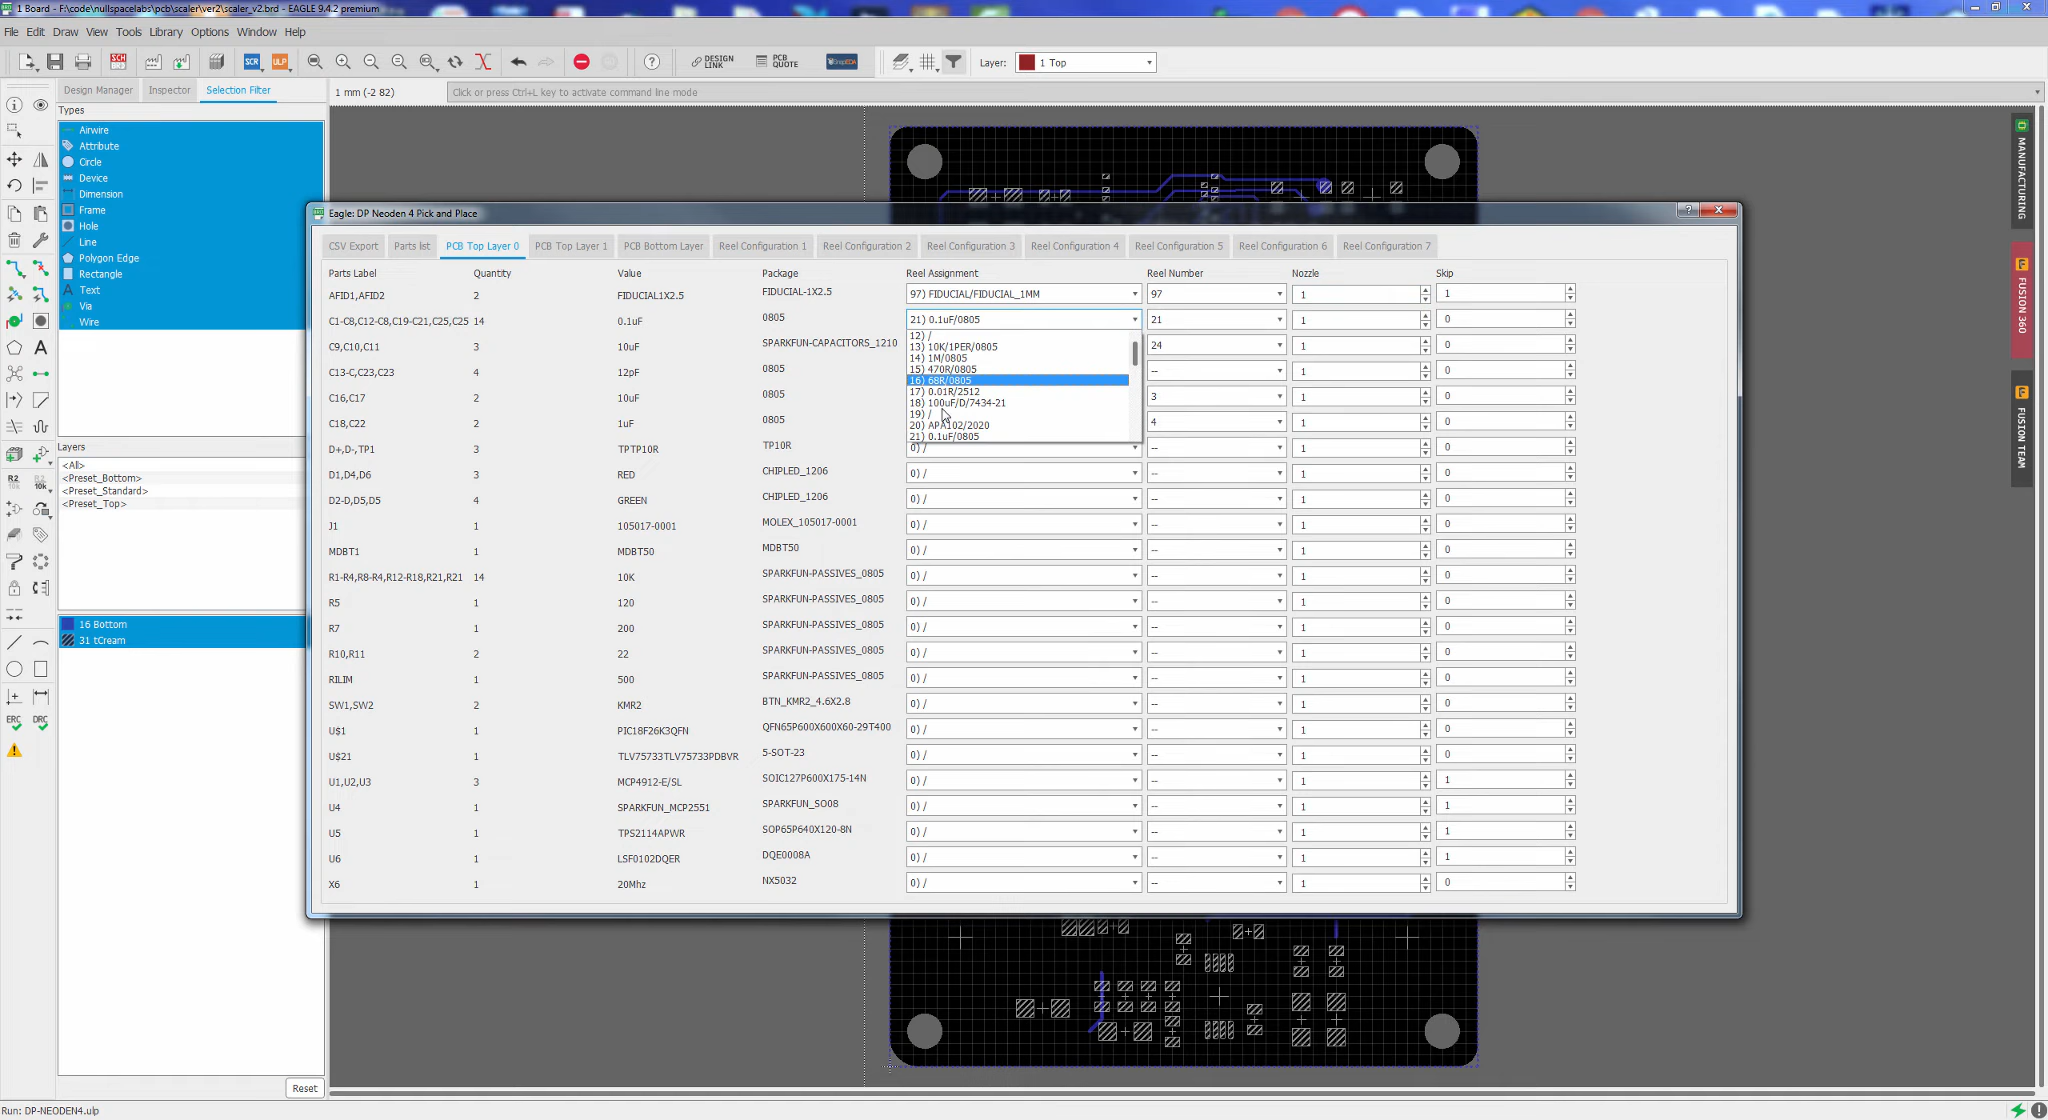 1 Board - F:\code\nullspacelabs\pcb\scaler\ver2\scaler_v2.brd - EAGLE 9.4.2 premium
File Edit Draw View Tools Library Options Window Help
SCH SCR ULP DESIGN LINK PCB QUOTE Layer: 1 Top
Design Manager Inspector Selection Filter 1 mm (-2 82) Click or press Ctrl+L key to activate command line mode
Types
Airwire
Attribute
Circle
Device
Dimension
Frame
Hole
Line
Polygon Edge
Rectangle
Text
Via
Wire
Layers
<All>
<Preset_Bottom>
<Preset_Standard>
<Preset_Top>
16 Bottom
31 tCream
Reset
R2 10k
ERC DRC
Eagle: DP Neoden 4 Pick and Place
CSV Export Parts list PCB Top Layer 0 PCB Top Layer 1 PCB Bottom Layer Reel Configuration 1 Reel Configuration 2 Reel Configuration 3 Reel Configuration 4 Reel Configuration 5 Reel Configuration 6 Reel Configuration 7
Parts Label Quantity Value Package Reel Assignment Reel Number Nozzle Skip
AFID1,AFID2 2 FIDUCIAL1X2.5 FIDUCIAL-1X2.5 97) FIDUCIAL/FIDUCIAL_1MM 97 1 1
C1-C8,C12-C8,C19-C21,C25,C25 14 0.1uF 0805 21) 0.1uF/0805 21 1 0
C9,C10,C11 3 10uF SPARKFUN-CAPACITORS_1210 24 1 0
C13-C,C23,C23 4 12pF 0805 -- 1 0
C16,C17 2 10uF 0805 3 1 0
C18,C22 2 1uF 0805 4 1 0
12) /
13) 10K/1PER/0805
14) 1M/0805
15) 470R/0805
16) 68R/0805
17) 0.01R/2512
18) 100uF/D/7434-21
19) /
20) APA102/2020
21) 0.1uF/0805
D+,D-,TP1 3 TPTP10R TP10R 0) / -- 1 0
D1,D4,D6 3 RED CHIPLED_1206 0) / -- 1 0
D2-D,D5,D5 4 GREEN CHIPLED_1206 0) / -- 1 0
J1 1 105017-0001 MOLEX_105017-0001 0) / -- 1 0
MDBT1 1 MDBT50 MDBT50 0) / -- 1 0
R1-R4,R8-R4,R12-R18,R21,R21 14 10K SPARKFUN-PASSIVES_0805 0) / -- 1 0
R5 1 120 SPARKFUN-PASSIVES_0805 0) / -- 1 0
R7 1 200 SPARKFUN-PASSIVES_0805 0) / -- 1 0
R10,R11 2 22 SPARKFUN-PASSIVES_0805 0) / -- 1 0
RILIM 1 500 SPARKFUN-PASSIVES_0805 0) / -- 1 0
SW1,SW2 2 KMR2 BTN_KMR2_4.6X2.8 0) / -- 1 0
U$1 1 PIC18F26K3QFN QFN65P600X600X60-29T400 0) / -- 1 0
U$21 1 TLV75733TLV75733PDBVR 5-SOT-23 0) / -- 1 0
U1,U2,U3 3 MCP4912-E/SL SOIC127P600X175-14N 0) / -- 1 1
U4 1 SPARKFUN_MCP2551 SPARKFUN_SO08 0) / -- 1 1
U5 1 TPS2114APWR SOP65P640X120-8N 0) / -- 1 1
U6 1 LSF0102DQER DQE0008A 0) / -- 1 1
X6 1 20Mhz NX5032 0) / -- 1 0
MANUFACTURING
FUSION 360
FUSION TEAM
Run: DP-NEODEN4.ulp